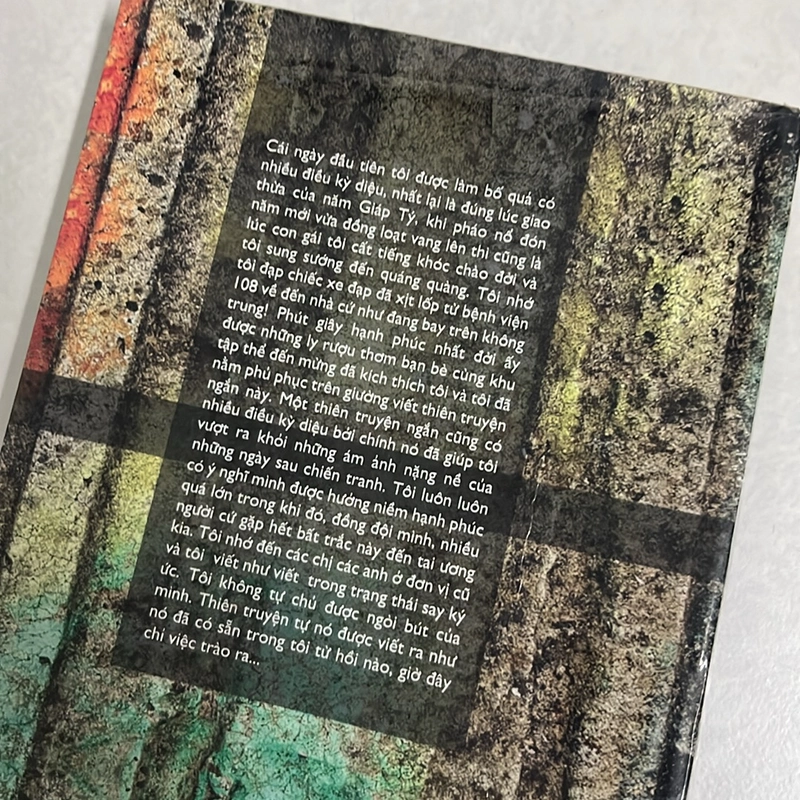 Cái ngày đầu tiên tôi được làm bố quả có
nhiều điều kỳ diệu, nhất lại là đúng lúc giao
thừa của năm Giáp Tý, khi pháo nổ đón
năm mới vừa đồng loạt vang lên thì cũng là
lúc con gái tôi cất tiếng khóc chào đời và
tôi sung sướng đến quáng quàng. Tôi nhớ
tôi đạp chiếc xe đạp đã xịt lốp từ bệnh viện
108 về đến nhà cứ như đang bay trên không
trung! Phút giây hạnh phúc nhất đời ấy
được những ly rượu thơm bạn bè cùng khu
tập thể đến mừng đã kích thích tôi và tôi đã
nằm phủ phục trên giường viết thiên truyện
ngắn này. Một thiên truyện ngắn cũng có
nhiều điều kỳ diệu bởi chính nó đã giúp tôi
vượt ra khỏi những ám ảnh nặng nề của
những ngày sau chiến tranh. Tôi luôn luôn
có ý nghĩ mình được hưởng niềm hạnh phúc
quá lớn trong khi đó, đồng đội mình, nhiều
người cứ gặp hết bất trắc này đến tai ương
kia. Tôi nhớ đến các chị các anh ở đơn vị cũ
và tôi viết như viết trong trạng thái say ký
ức. Tôi không tự chủ được ngòi bút của
mình. Thiên truyện tự nó được viết ra như
nó đã có sẵn trong tôi từ hồi nào, giờ đây
chỉ việc trào ra...